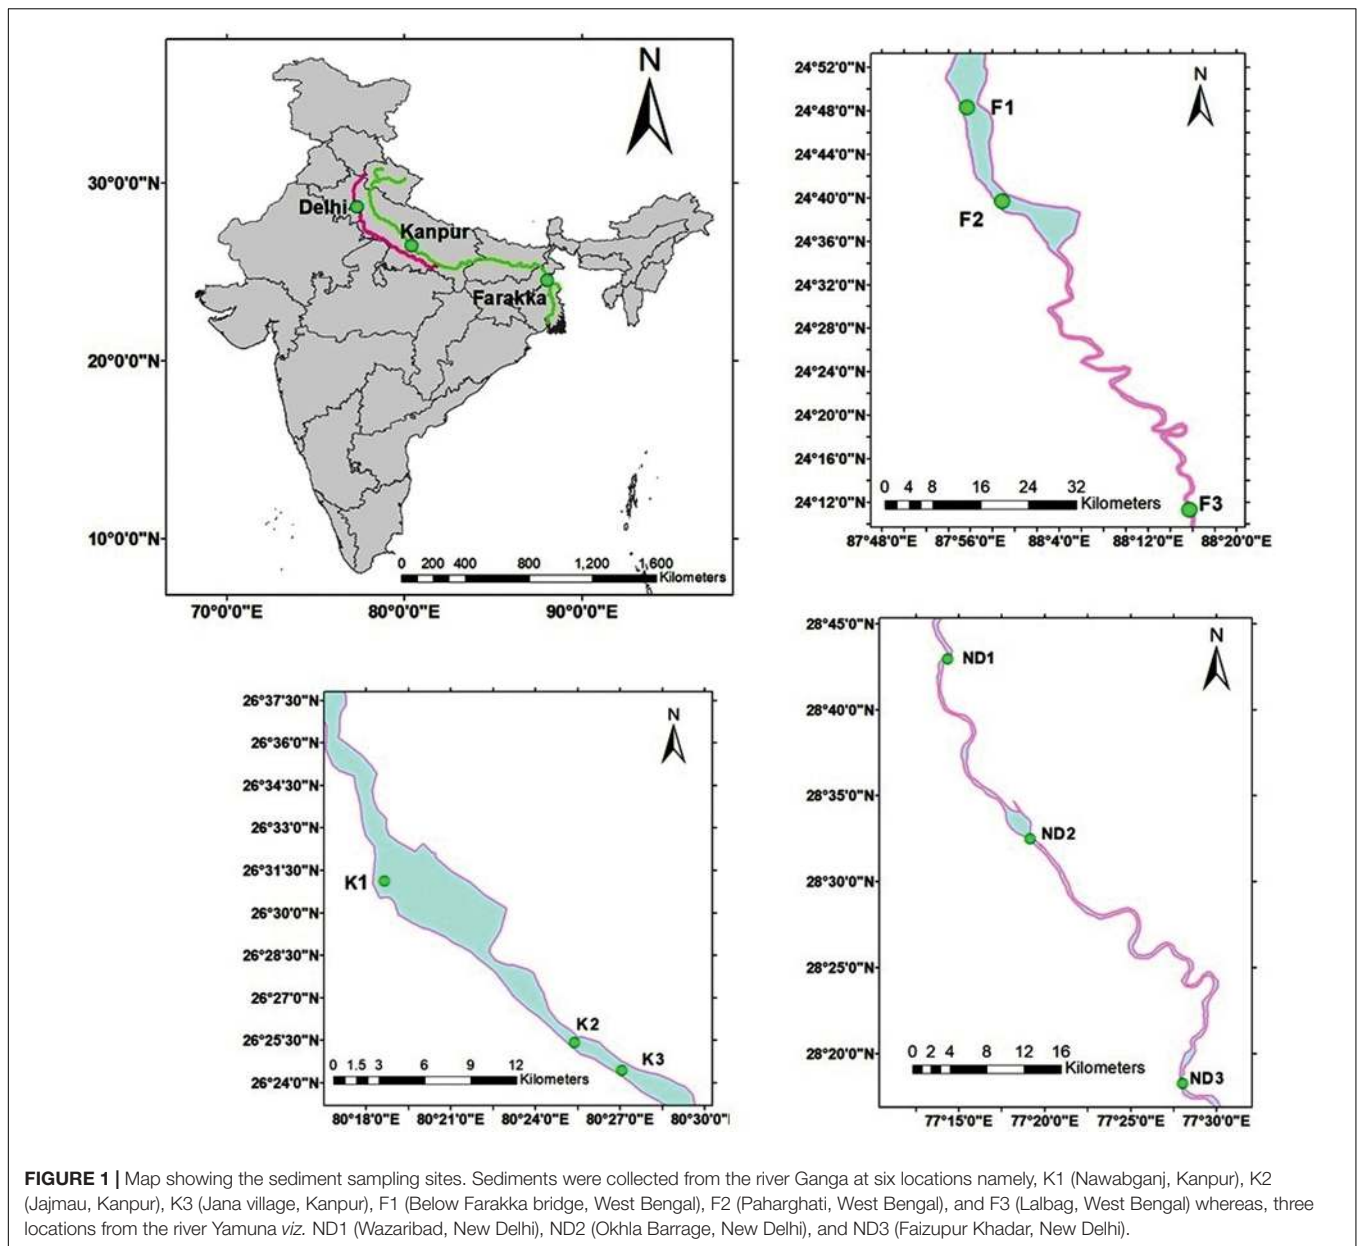 N
30°0'0"N
20°0'0"N
10°0'0"N
Delhi
Kanpur
Farakka
0 200 400 800 1,200 1,600
Kilometers
70°0'0"E 80°0'0"E 90°0'0"E
24°52'0"N
24°48'0"N
24°44'0"N
24°40'0"N
24°36'0"N
24°32'0"N
24°28'0"N
24°24'0"N
24°20'0"N
24°16'0"N
24°12'0"N
N
F1
F2
F3
0 4 8 16 24 32
Kilometers
87°48'0"E 87°56'0"E 88°4'0"E 88°12'0"E 88°20'0"E
26°37'30"N
26°36'0"N
26°34'30"N
26°33'0"N
26°31'30"N
26°30'0"N
26°28'30"N
26°27'0"N
26°25'30"N
26°24'0"N
N
K1
K2
K3
0 1.5 3 6 9 12
Kilometers
80°18'0"E 80°21'0"E 80°24'0"E 80°27'0"E 80°30'0"E
28°45'0"N
28°40'0"N
28°35'0"N
28°30'0"N
28°25'0"N
28°20'0"N
N
ND1
ND2
ND3
0 2 4 8 12 16
Kilometers
77°15'0"E 77°20'0"E 77°25'0"E 77°30'0"E
FIGURE 1 | Map showing the sediment sampling sites. Sediments were collected from the river Ganga at six locations namely, K1 (Nawabganj, Kanpur), K2
(Jajmau, Kanpur), K3 (Jana village, Kanpur), F1 (Below Farakka bridge, West Bengal), F2 (Paharghati, West Bengal), and F3 (Lalbag, West Bengal) whereas, three
locations from the river Yamuna viz. ND1 (Wazaribad, New Delhi), ND2 (Okhla Barrage, New Delhi), and ND3 (Faizupur Khadar, New Delhi).